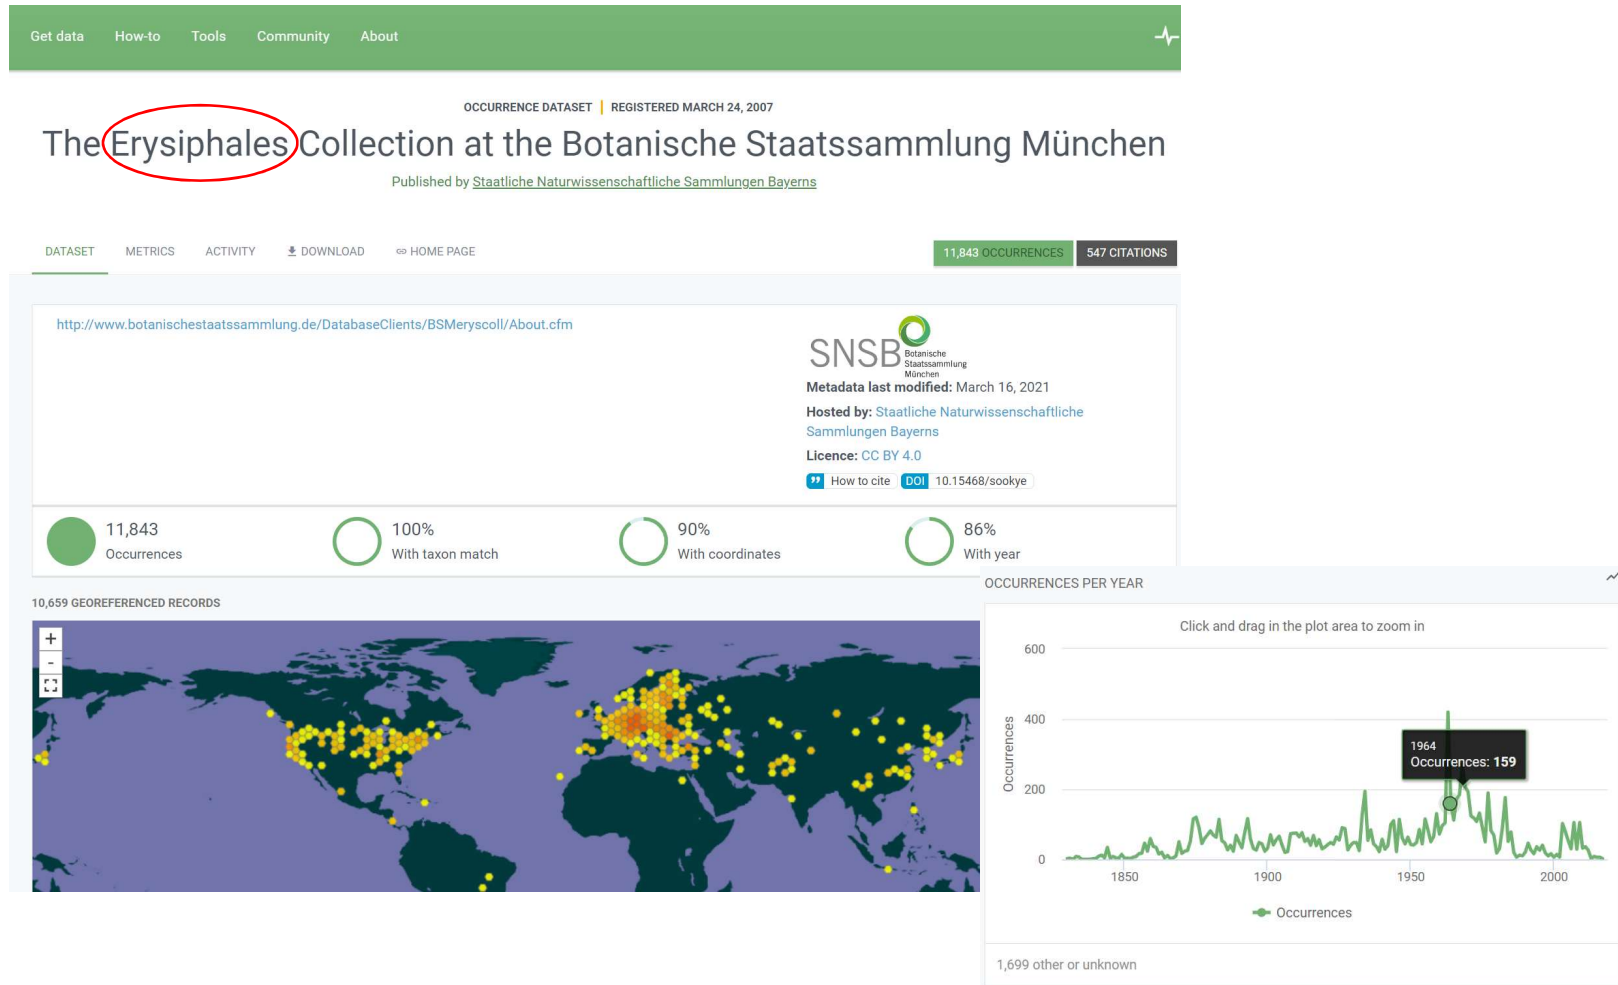 Get data How-to Tools Community About
OCCURRENCE DATASET | REGISTERED MARCH 24, 2007
The Erysiphales Collection at the Botanische Staatssammlung München
Published by Staatliche Naturwissenschaftliche Sammlungen Bayerns
DATASET METRICS ACTIVITY DOWNLOAD HOME PAGE 11,843 OCCURRENCES 547 CITATIONS
http://www.botanischestaatssammlung.de/DatabaseClients/BSMeryscoll/About.cfm
SNSB
Botanische
Staatssammlung
München
Metadata last modified: March 16, 2021
Hosted by: Staatliche Naturwissenschaftliche
Sammlungen Bayerns
Licence: CC BY 4.0
How to cite DOI 10.15468/sookye
11,843
Occurrences
100%
With taxon match
90%
With coordinates
86%
With year
10,659 GEOREFERENCED RECORDS
+
-
OCCURRENCES PER YEAR
Click and drag in the plot area to zoom in
600
400
200
0
Occurrences
1964
Occurrences: 159
1850 1900 1950 2000
Occurrences
1,699 other or unknown